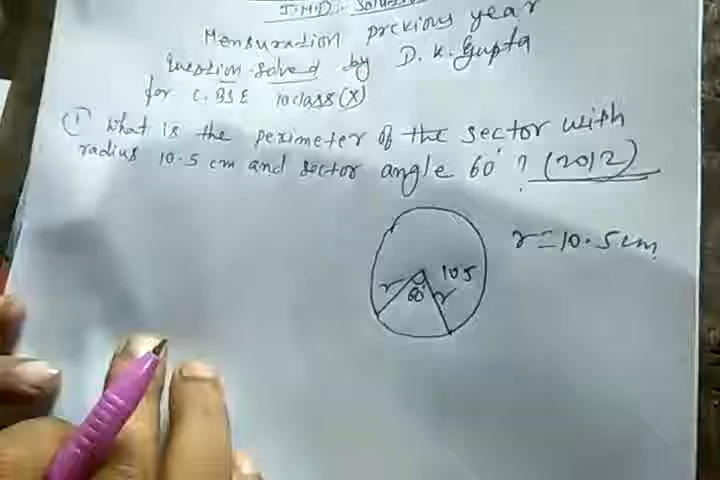 J.M.D. Solution
Mensuration previous year
Question solved by D. K. Gupta
for C.BSE 10 class (X)
(1) What is the perimeter of the sector with
radius 10.5 cm and sector angle 60° ? (2012)
r = 10.5 cm
r 60° r 10.5